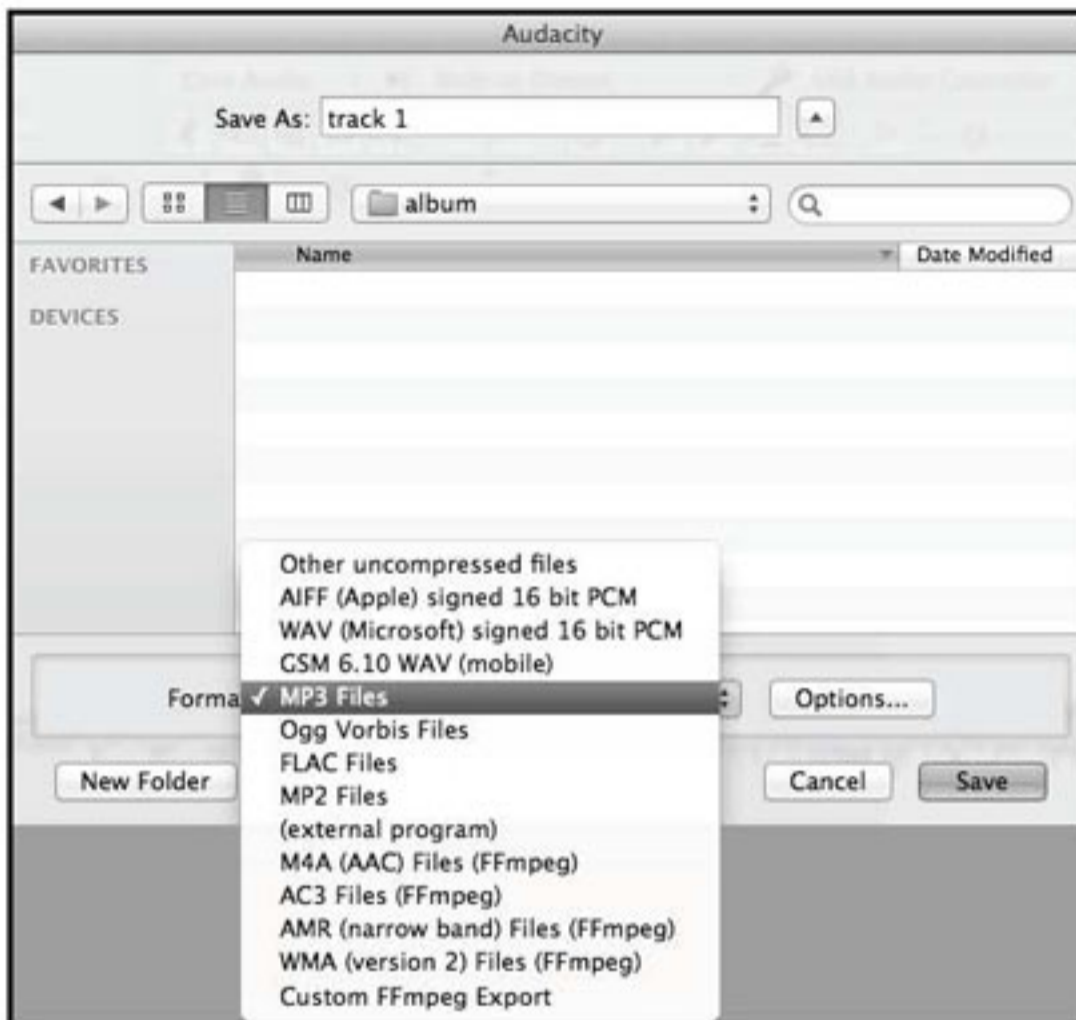 Audacity
Save As: track 1
album
Name Date Modified
FAVORITES
DEVICES
Other uncompressed files
AIFF (Apple) signed 16 bit PCM
WAV (Microsoft) signed 16 bit PCM
GSM 6.10 WAV (mobile)
Forma ✓ MP3 Files Options...
Ogg Vorbis Files
FLAC Files
New Folder Cancel Save
MP2 Files
(external program)
M4A (AAC) Files (FFmpeg)
AC3 Files (FFmpeg)
AMR (narrow band) Files (FFmpeg)
WMA (version 2) Files (FFmpeg)
Custom FFmpeg Export